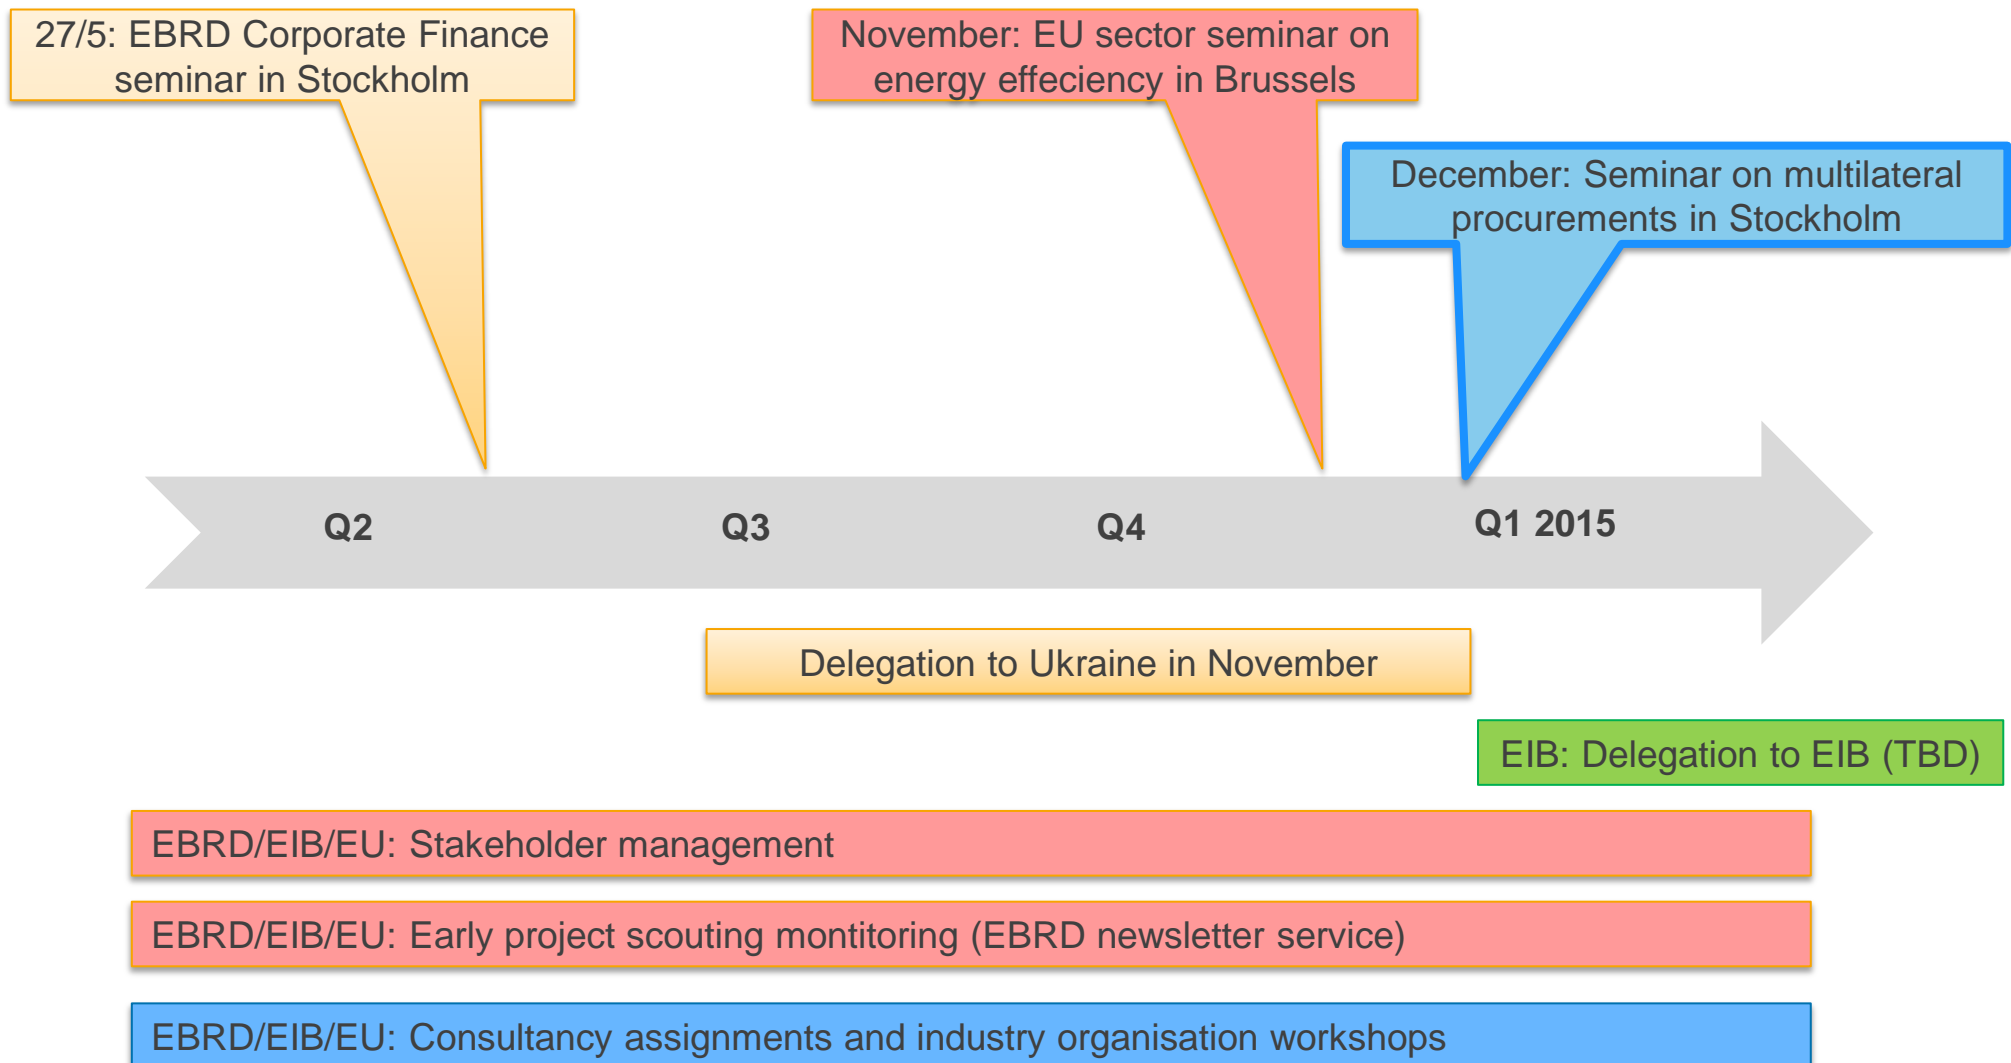 27/5: EBRD Corporate Finance
seminar in Stockholm
November: EU sector seminar on
energy effeciency in Brussels
December: Seminar on multilateral
procurements in Stockholm
Q2
Q3
Q4
Q1 2015
Delegation to Ukraine in November
EIB: Delegation to EIB (TBD)
EBRD/EIB/EU: Stakeholder management
EBRD/EIB/EU: Early project scouting montitoring (EBRD newsletter service)
EBRD/EIB/EU: Consultancy assignments and industry organisation workshops